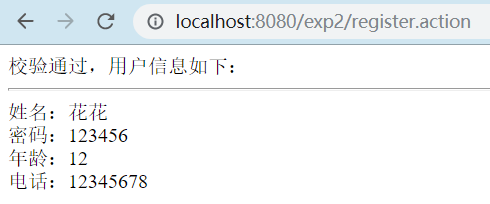 localhost:8080/exp2/register.action
校验通过，用户信息如下：
姓名：花花
密码：123456
年龄：12
电话：12345678